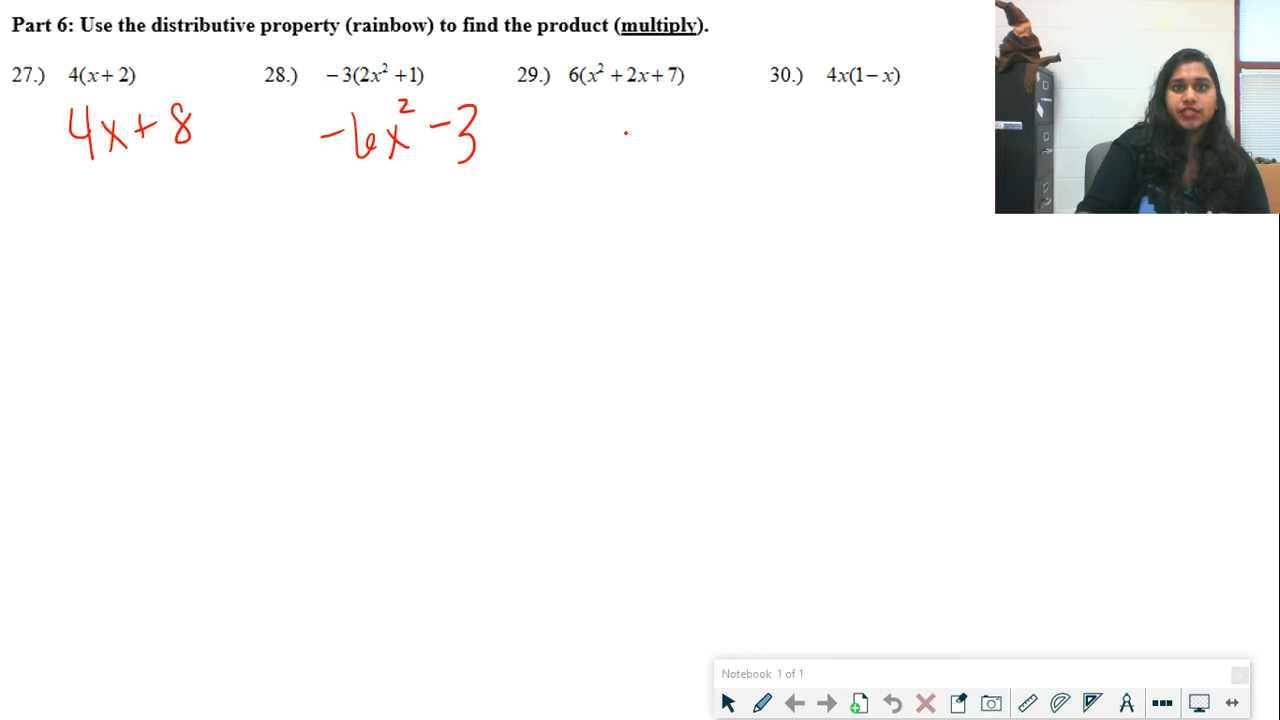 Part 6: Use the distributive property (rainbow) to find the product (multiply).
27.) 4(x + 2) 28.) − 3(2x² + 1) 29.) 6(x² + 2x + 7) 30.) 4x(1 − x)
4x + 8 -6x² -3
Notebook 1 of 1